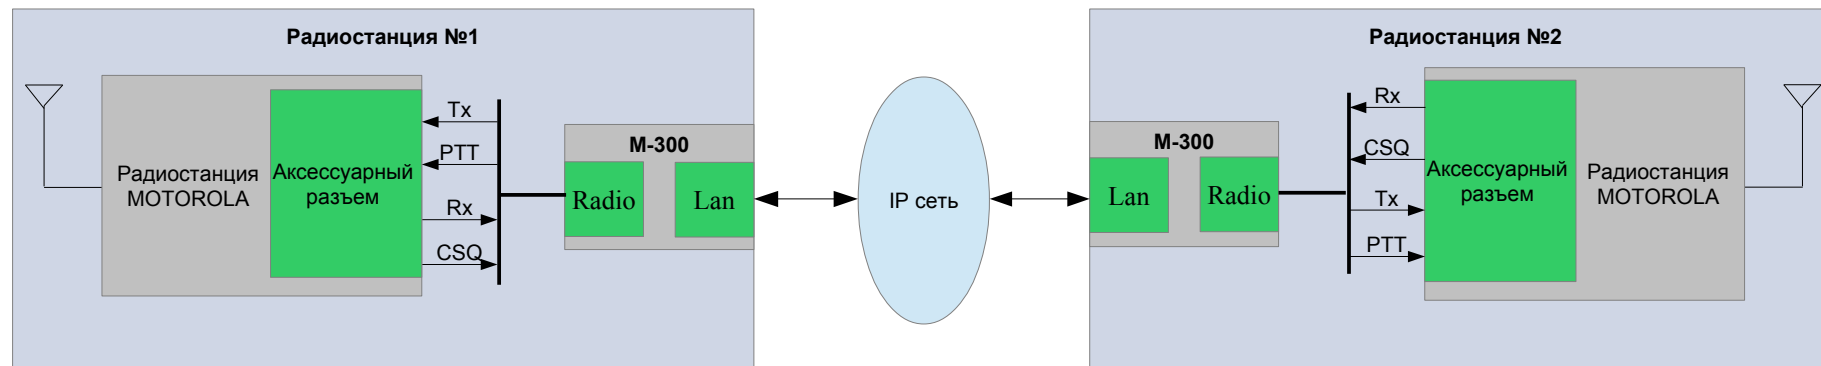 Радиостанция №1
Радиостанция
MOTOROLA
Аксессуарный
разъем
Tx
PTT
Rx
CSQ
M-300
Radio
Lan
IP сеть
Радиостанция №2
M-300
Lan
Radio
Rx
CSQ
Tx
PTT
Аксессуарный
разъем
Радиостанция
MOTOROLA